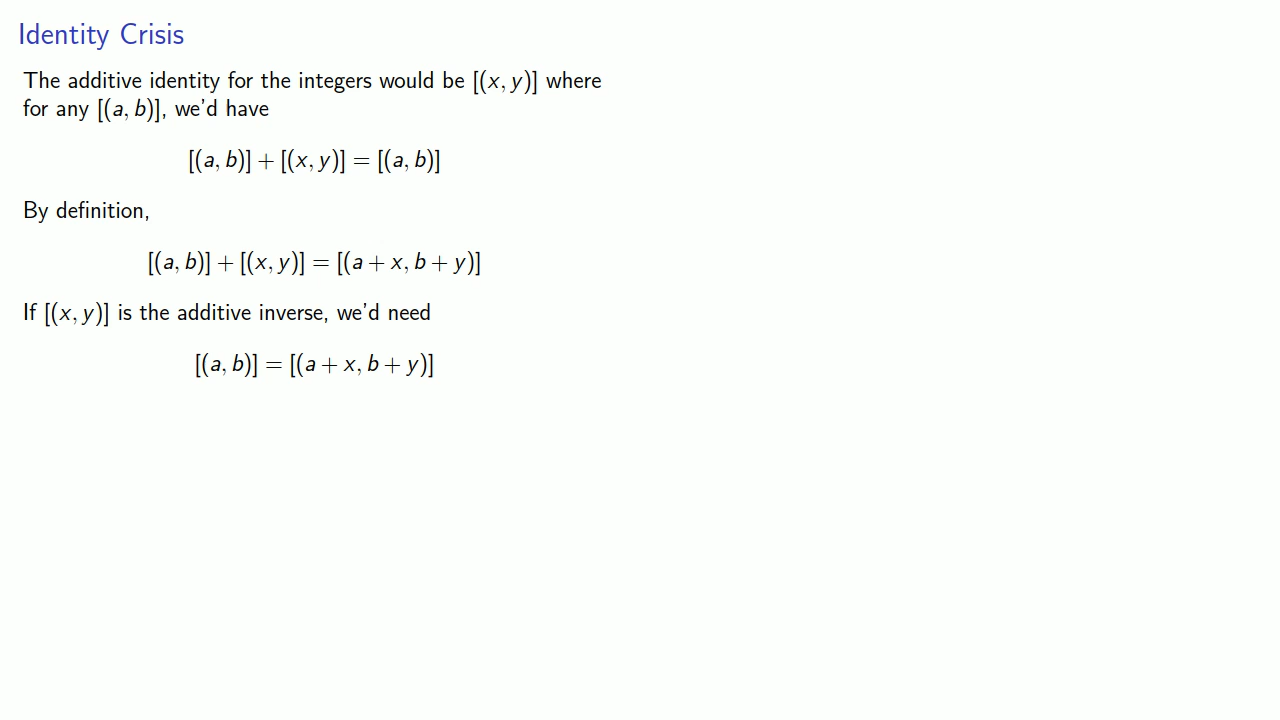 Identity Crisis
The additive identity for the integers would be [(x, y)] where
for any [(a, b)], we'd have
[(a, b)] + [(x, y)] = [(a, b)]
By definition,
[(a, b)] + [(x, y)] = [(a + x, b + y)]
If [(x, y)] is the additive inverse, we'd need
[(a, b)] = [(a + x, b + y)]